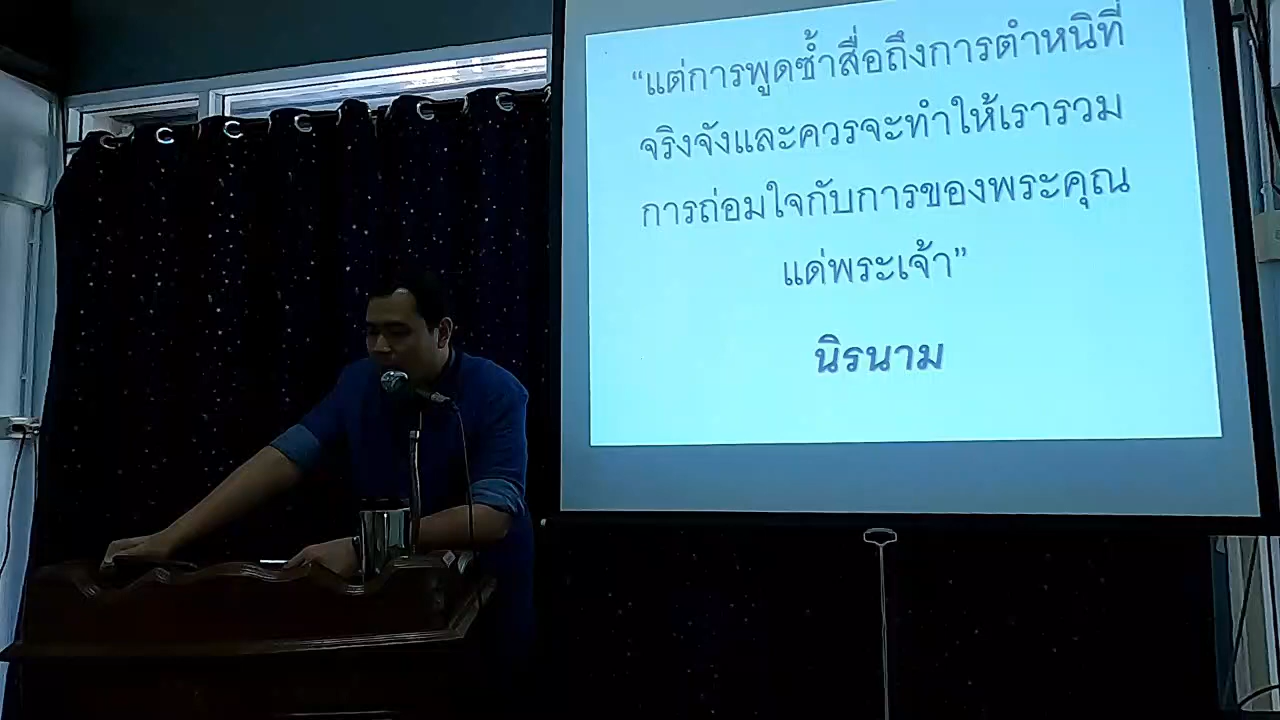 “แต่การพูดซ้ำสื่อถึงการตำหนิที่
จริงจังและควรจะทำให้เรารวม
การถ่อมใจกับการของพระคุณ
แด่พระเจ้า”
นิรนาม